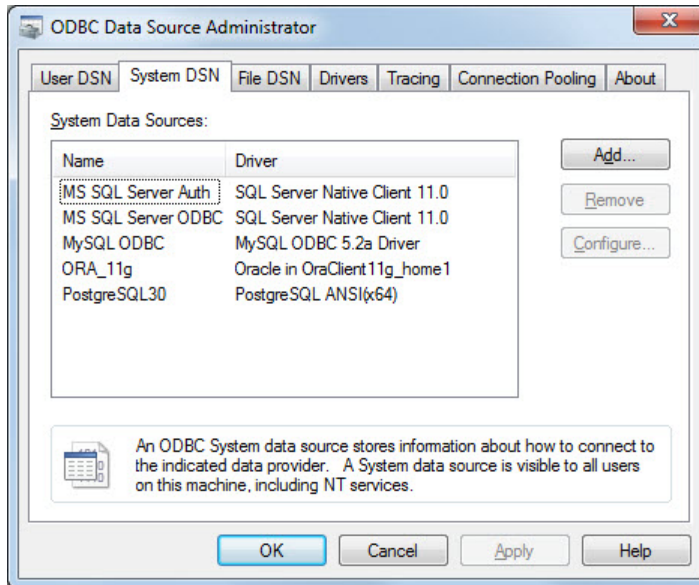 ODBC Data Source Administrator
User DSN System DSN File DSN Drivers Tracing Connection Pooling About
System Data Sources:
Name Driver
MS SQL Server Auth SQL Server Native Client 11.0
MS SQL Server ODBC SQL Server Native Client 11.0
MySQL ODBC MySQL ODBC 5.2a Driver
ORA_11g Oracle in OraClient11g_home1
PostgreSQL30 PostgreSQL ANSI(x64)
Add...
Remove
Configure...
An ODBC System data source stores information about how to connect to
the indicated data provider. A System data source is visible to all users
on this machine, including NT services.
OK Cancel Apply Help